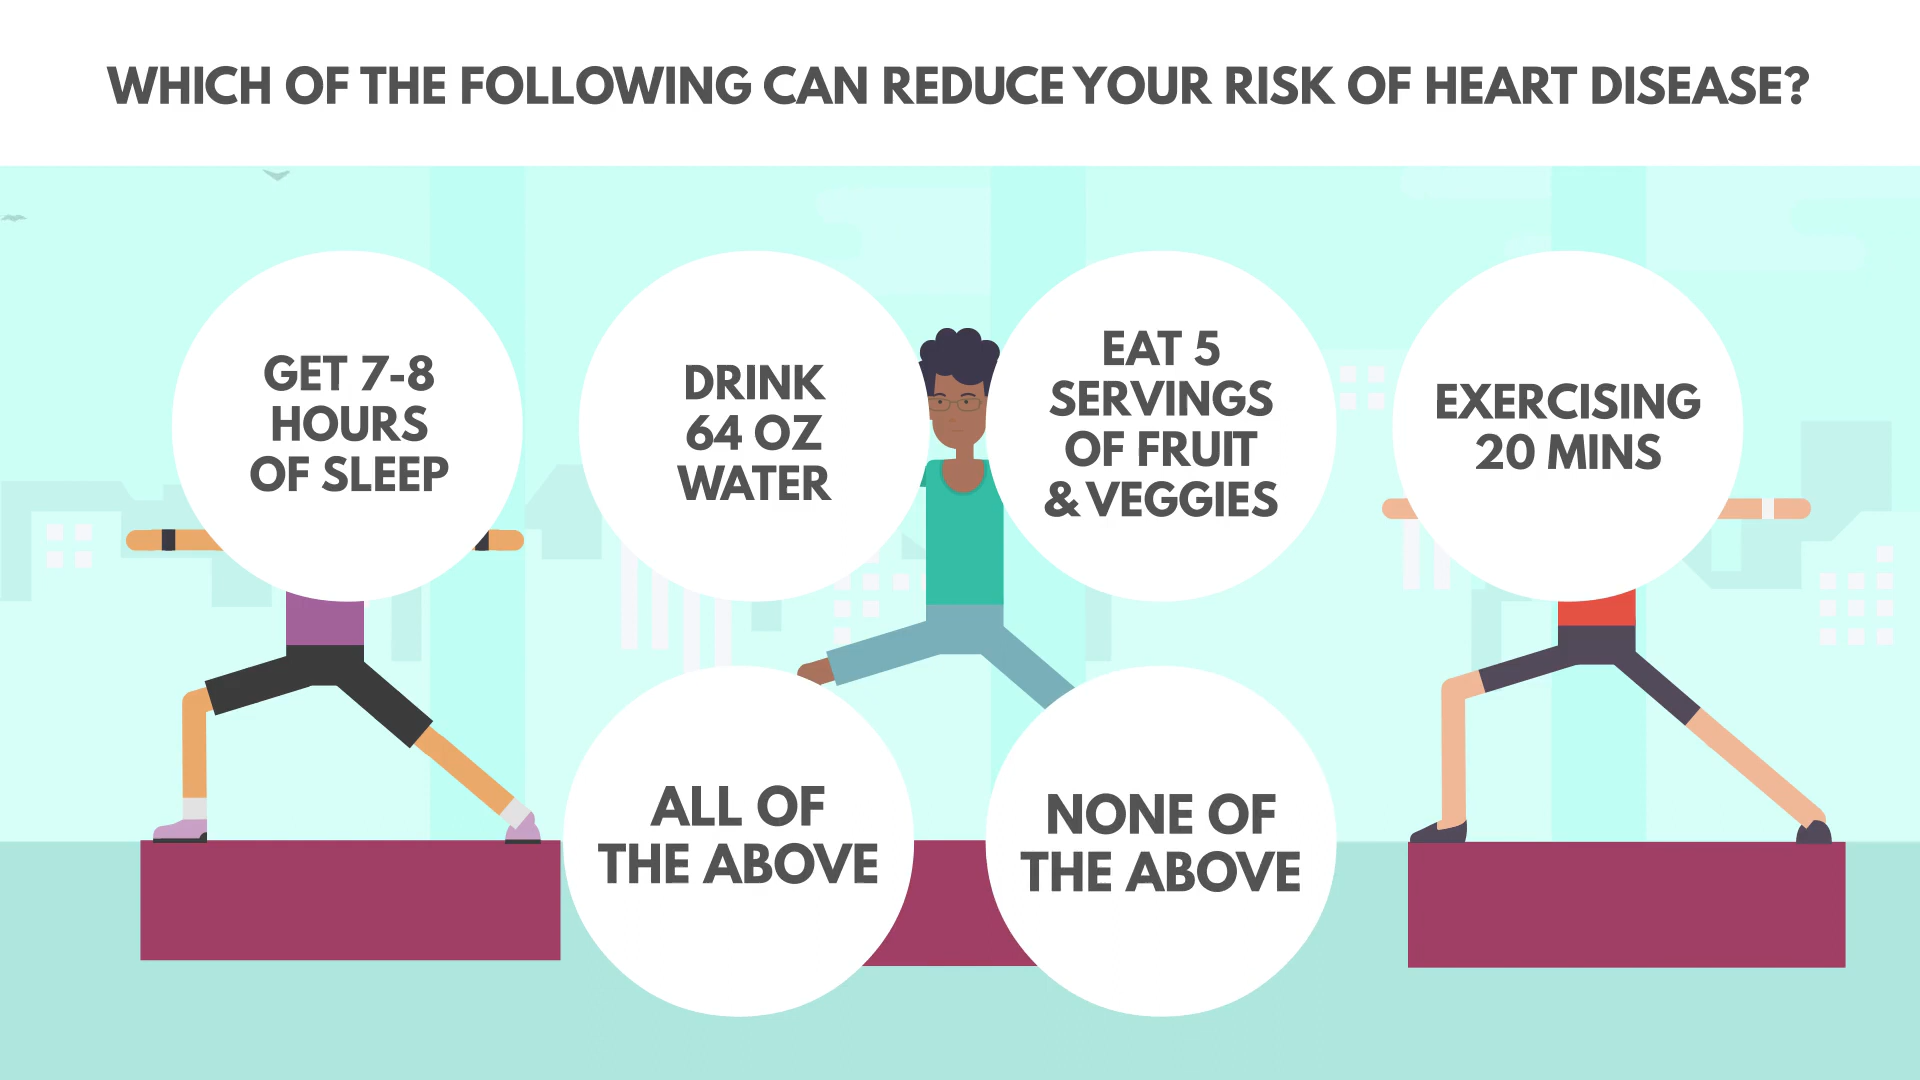 WHICH OF THE FOLLOWING CAN REDUCE YOUR RISK OF HEART DISEASE?
GET 7-8
HOURS
OF SLEEP
DRINK
64 OZ
WATER
EAT 5
SERVINGS
OF FRUIT
& VEGGIES
EXERCISING
20 MINS
ALL OF
THE ABOVE
NONE OF
THE ABOVE